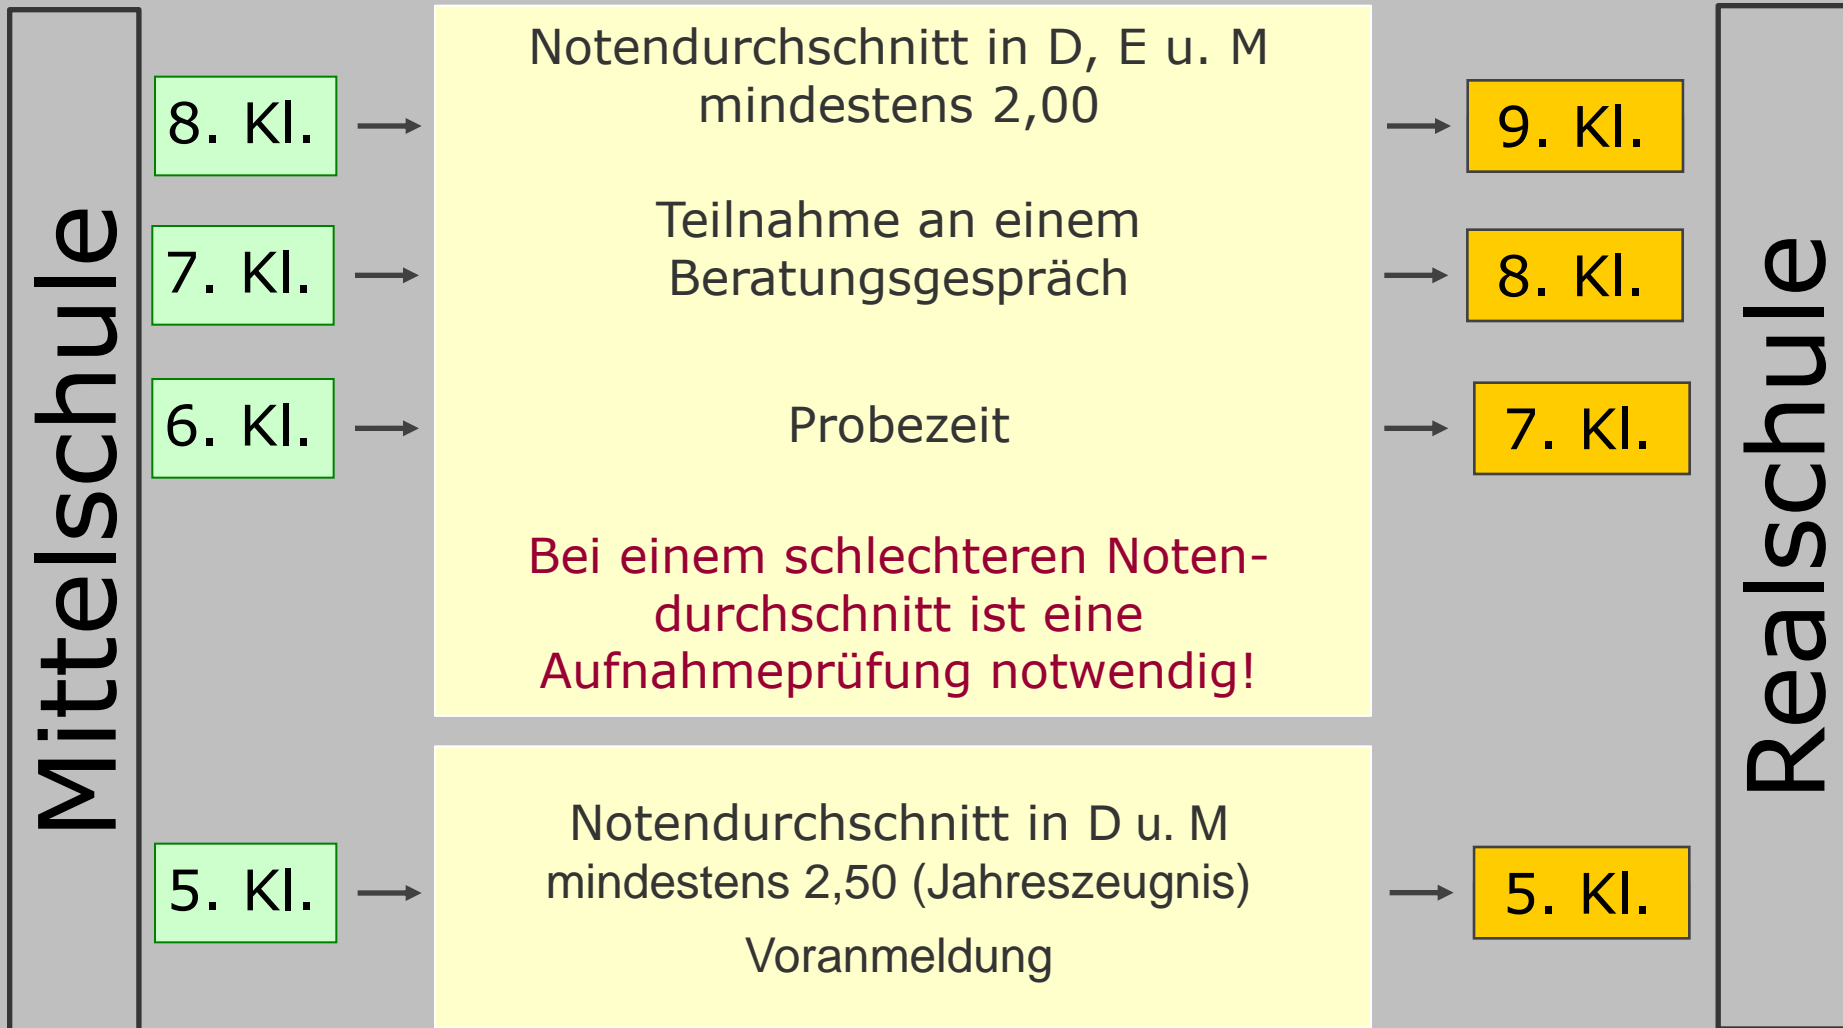 Mittelschule
8. Kl.
7. Kl.
6. Kl.
5. Kl.
Notendurchschnitt in D, E u. M
mindestens 2,00
Teilnahme an einem
Beratungsgespräch
Probezeit
Bei einem schlechteren Noten-
durchschnitt ist eine
Aufnahmeprüfung notwendig!
Notendurchschnitt in D u. M
mindestens 2,50 (Jahreszeugnis)
Voranmeldung
9. Kl.
8. Kl.
7. Kl.
5. Kl.
Realschule